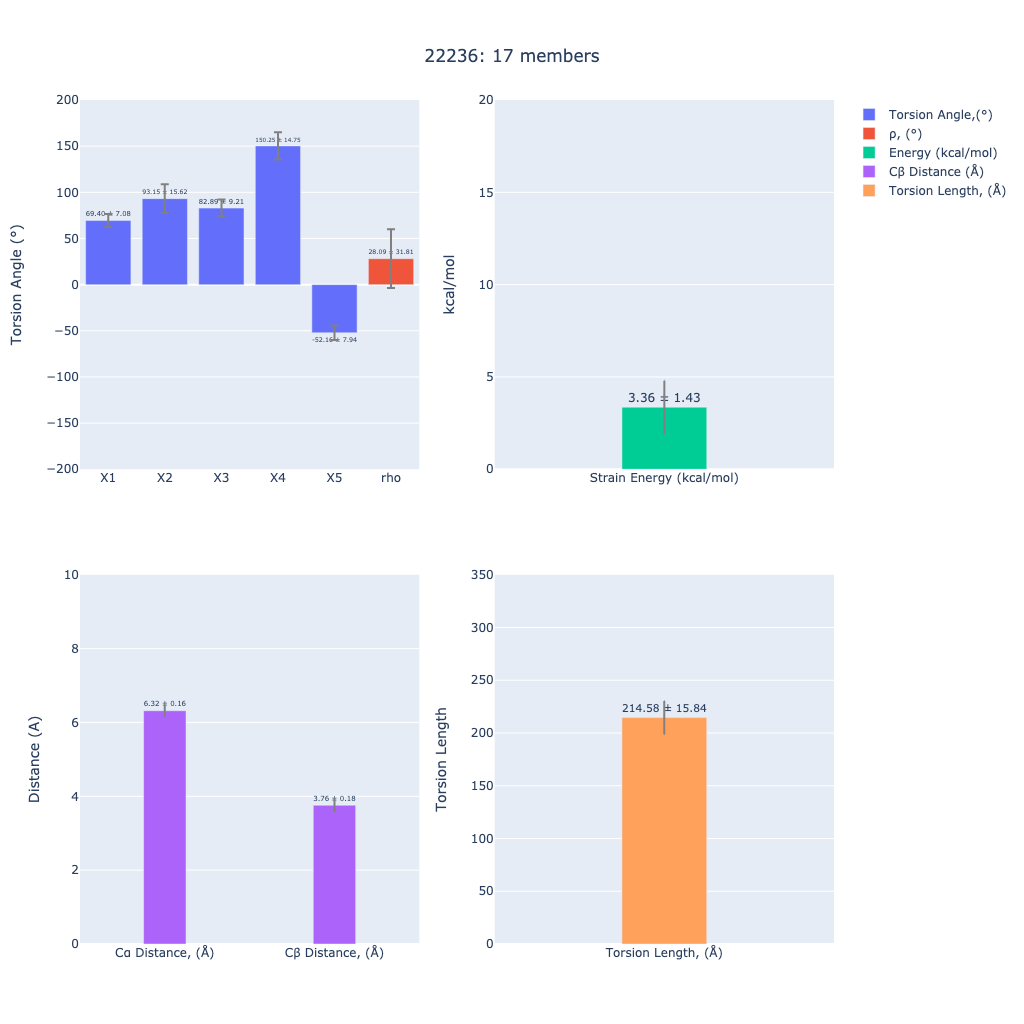 22236: 17 members
Torsion Angle (°)
200
150
100
50
0
−50
−100
−150
−200
69.40 ± 7.08
93.15 ± 15.62
82.89 ± 9.21
150.25 ± 14.75
-52.16 ± 7.94
28.09 ± 31.81
X1 X2 X3 X4 X5 rho
kcal/mol
20
15
10
5
0
3.36 ± 1.43
Strain Energy (kcal/mol)
Torsion Angle,(°)
ρ, (°)
Energy (kcal/mol)
Cβ Distance (Å)
Torsion Length, (Å)
Distance (A)
10
8
6
4
2
0
6.32 ± 0.16
3.76 ± 0.18
Cα Distance, (Å) Cβ Distance, (Å)
Torsion Length
350
300
250
200
150
100
50
0
214.58 ± 15.84
Torsion Length, (Å)